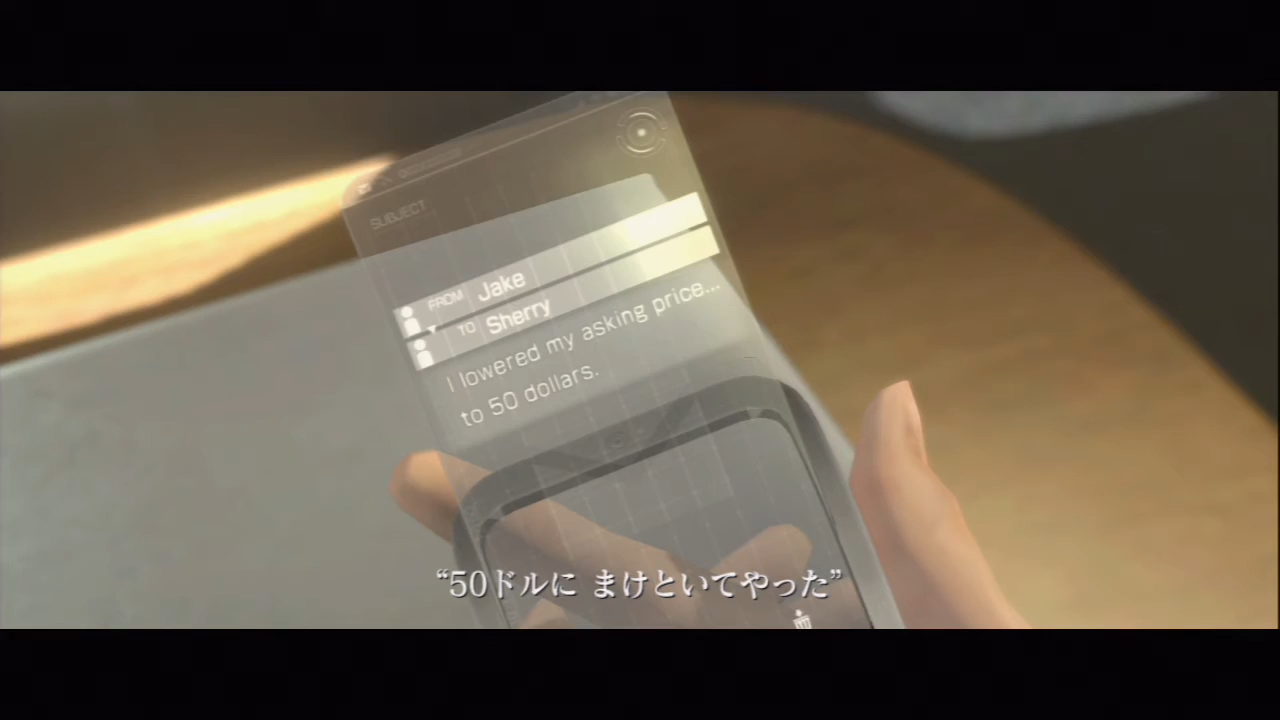 SUBJECT
FROM Jake
TO Sherry
I lowered my asking price...
to 50 dollars.
“50ドルに まけといてやった”